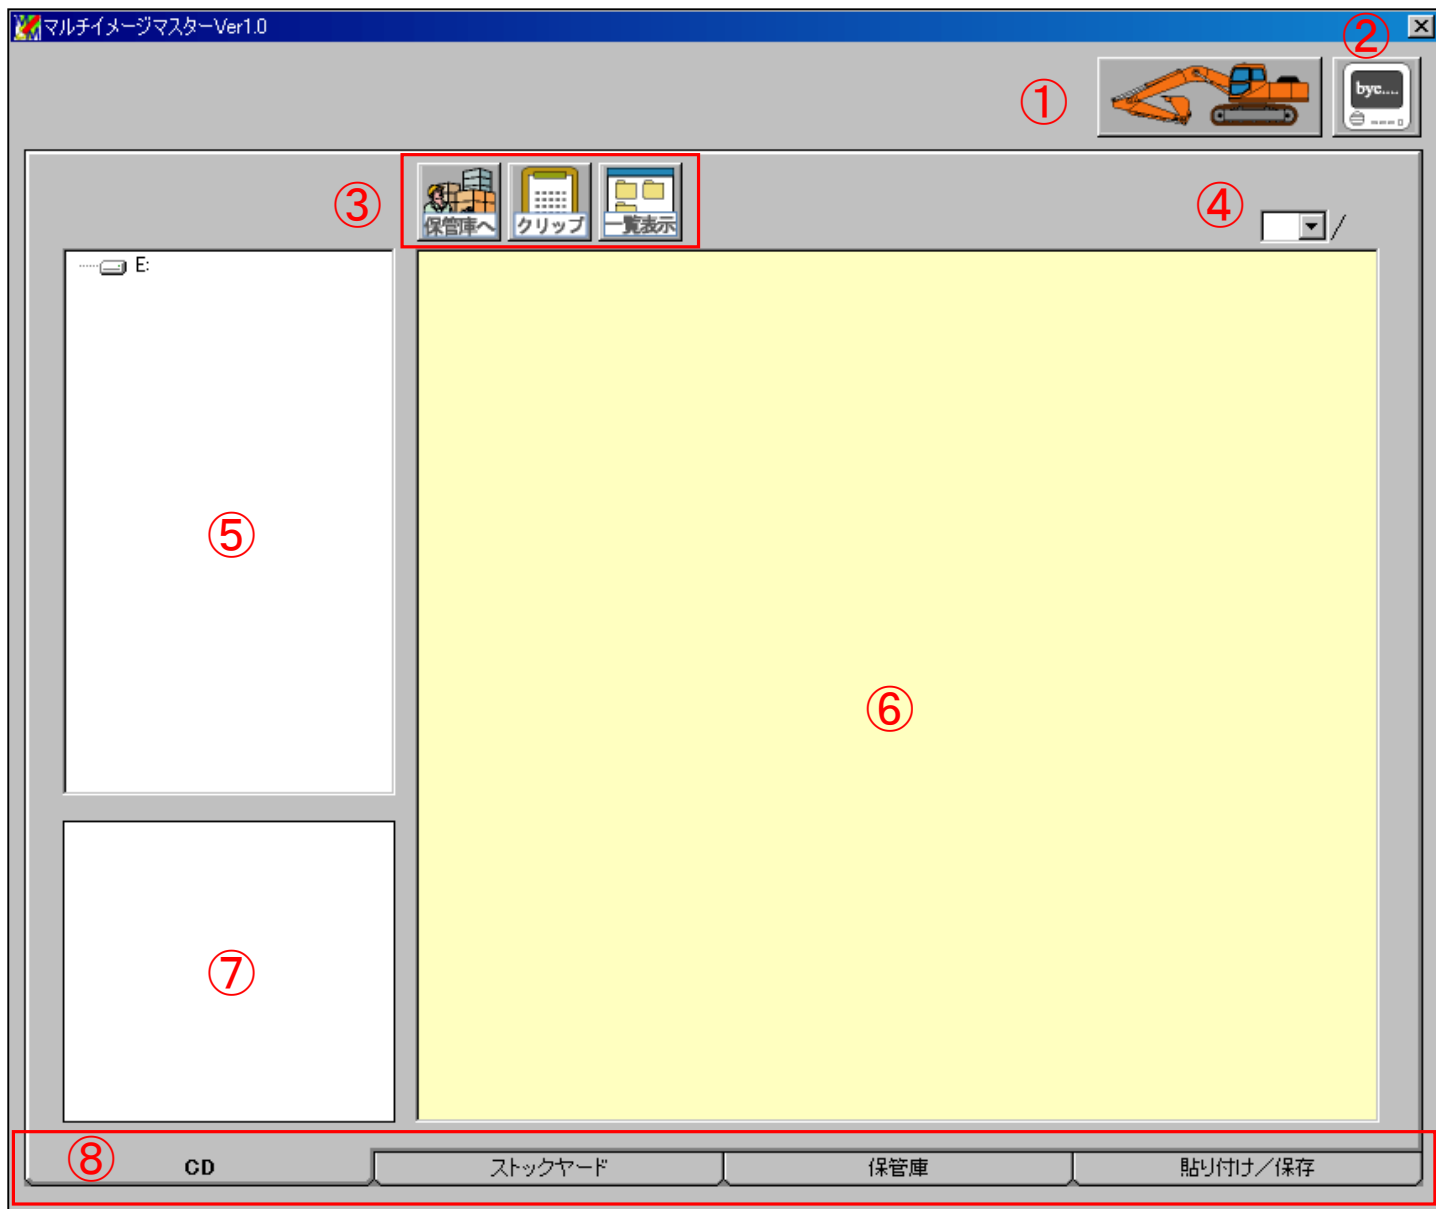 マルチイメージマスターVer1.0
②
①
bye....
③
保管庫へ
クリップ
一覧表示
④
/
E:
⑤
⑥
⑦
⑧
CD
ストックヤード
保管庫
貼り付け／保存